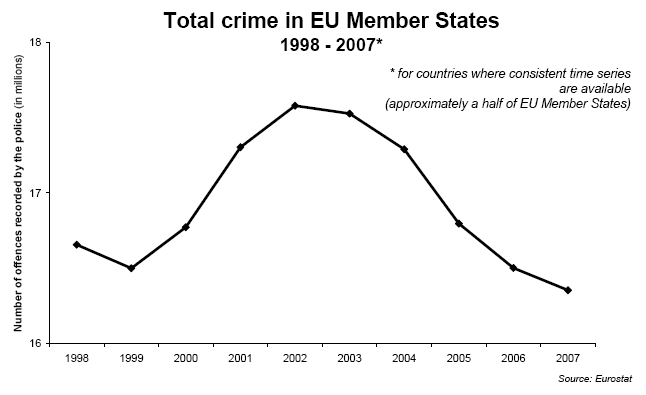 Total crime in EU Member States
1998 - 2007*
* for countries where consistent time series
are available
(approximately a half of EU Member States)
Number of offences recorded by the police (in millions)
18
17
16
1998 1999 2000 2001 2002 2003 2004 2005 2006 2007
Source: Eurostat